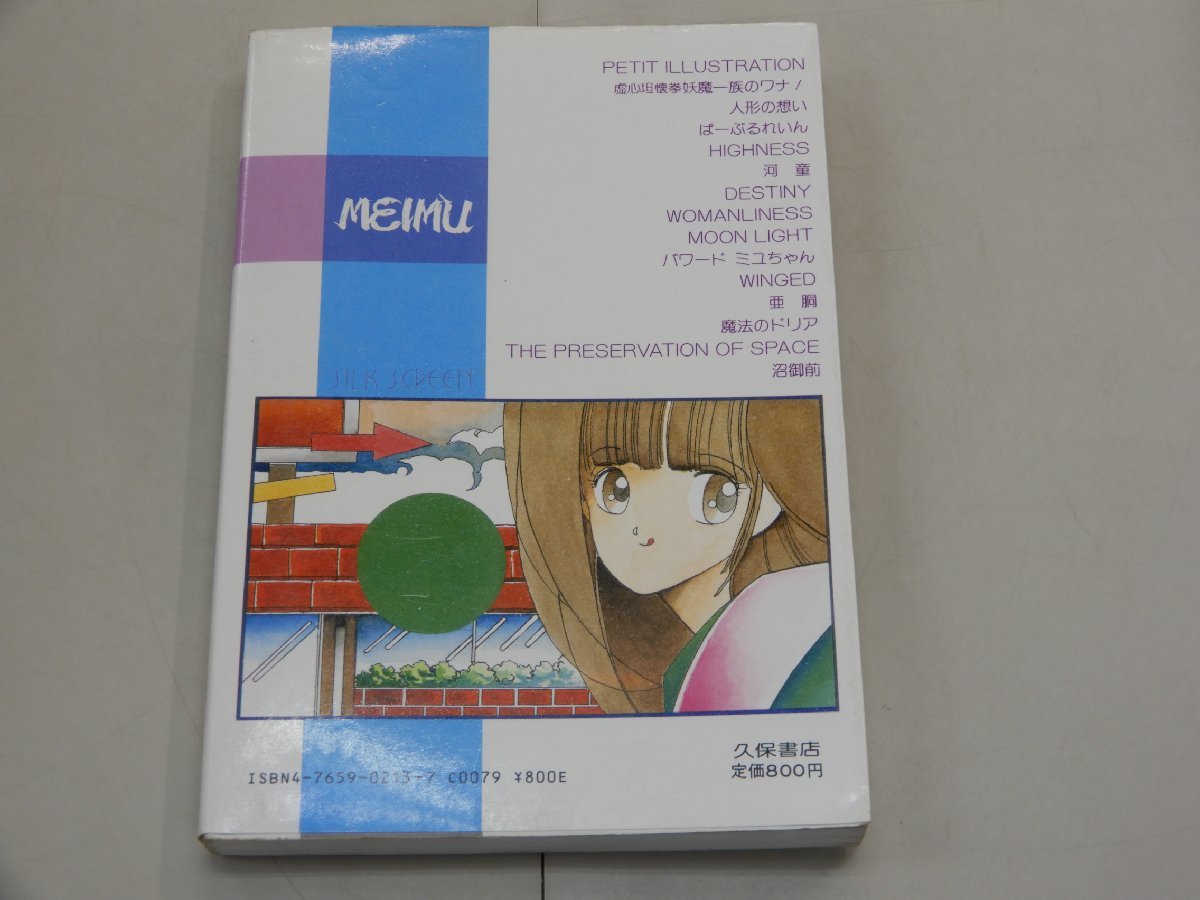 PETIT ILLUSTRATION
虚心坦懐拳妖魔一族のワナ!
人形の想い
ぱーぷるれいん
HIGHNESS
河 童
DESTINY
WOMANLINESS
MOON LIGHT
パワード ミユちゃん
WINGED
亜 胴
魔法のドリア
THE PRESERVATION OF SPACE
沼御前
MEIMU
SILK SCREEN
久保書店
定価800円
ISBN4-7659-0213-7 C0079 ¥800E